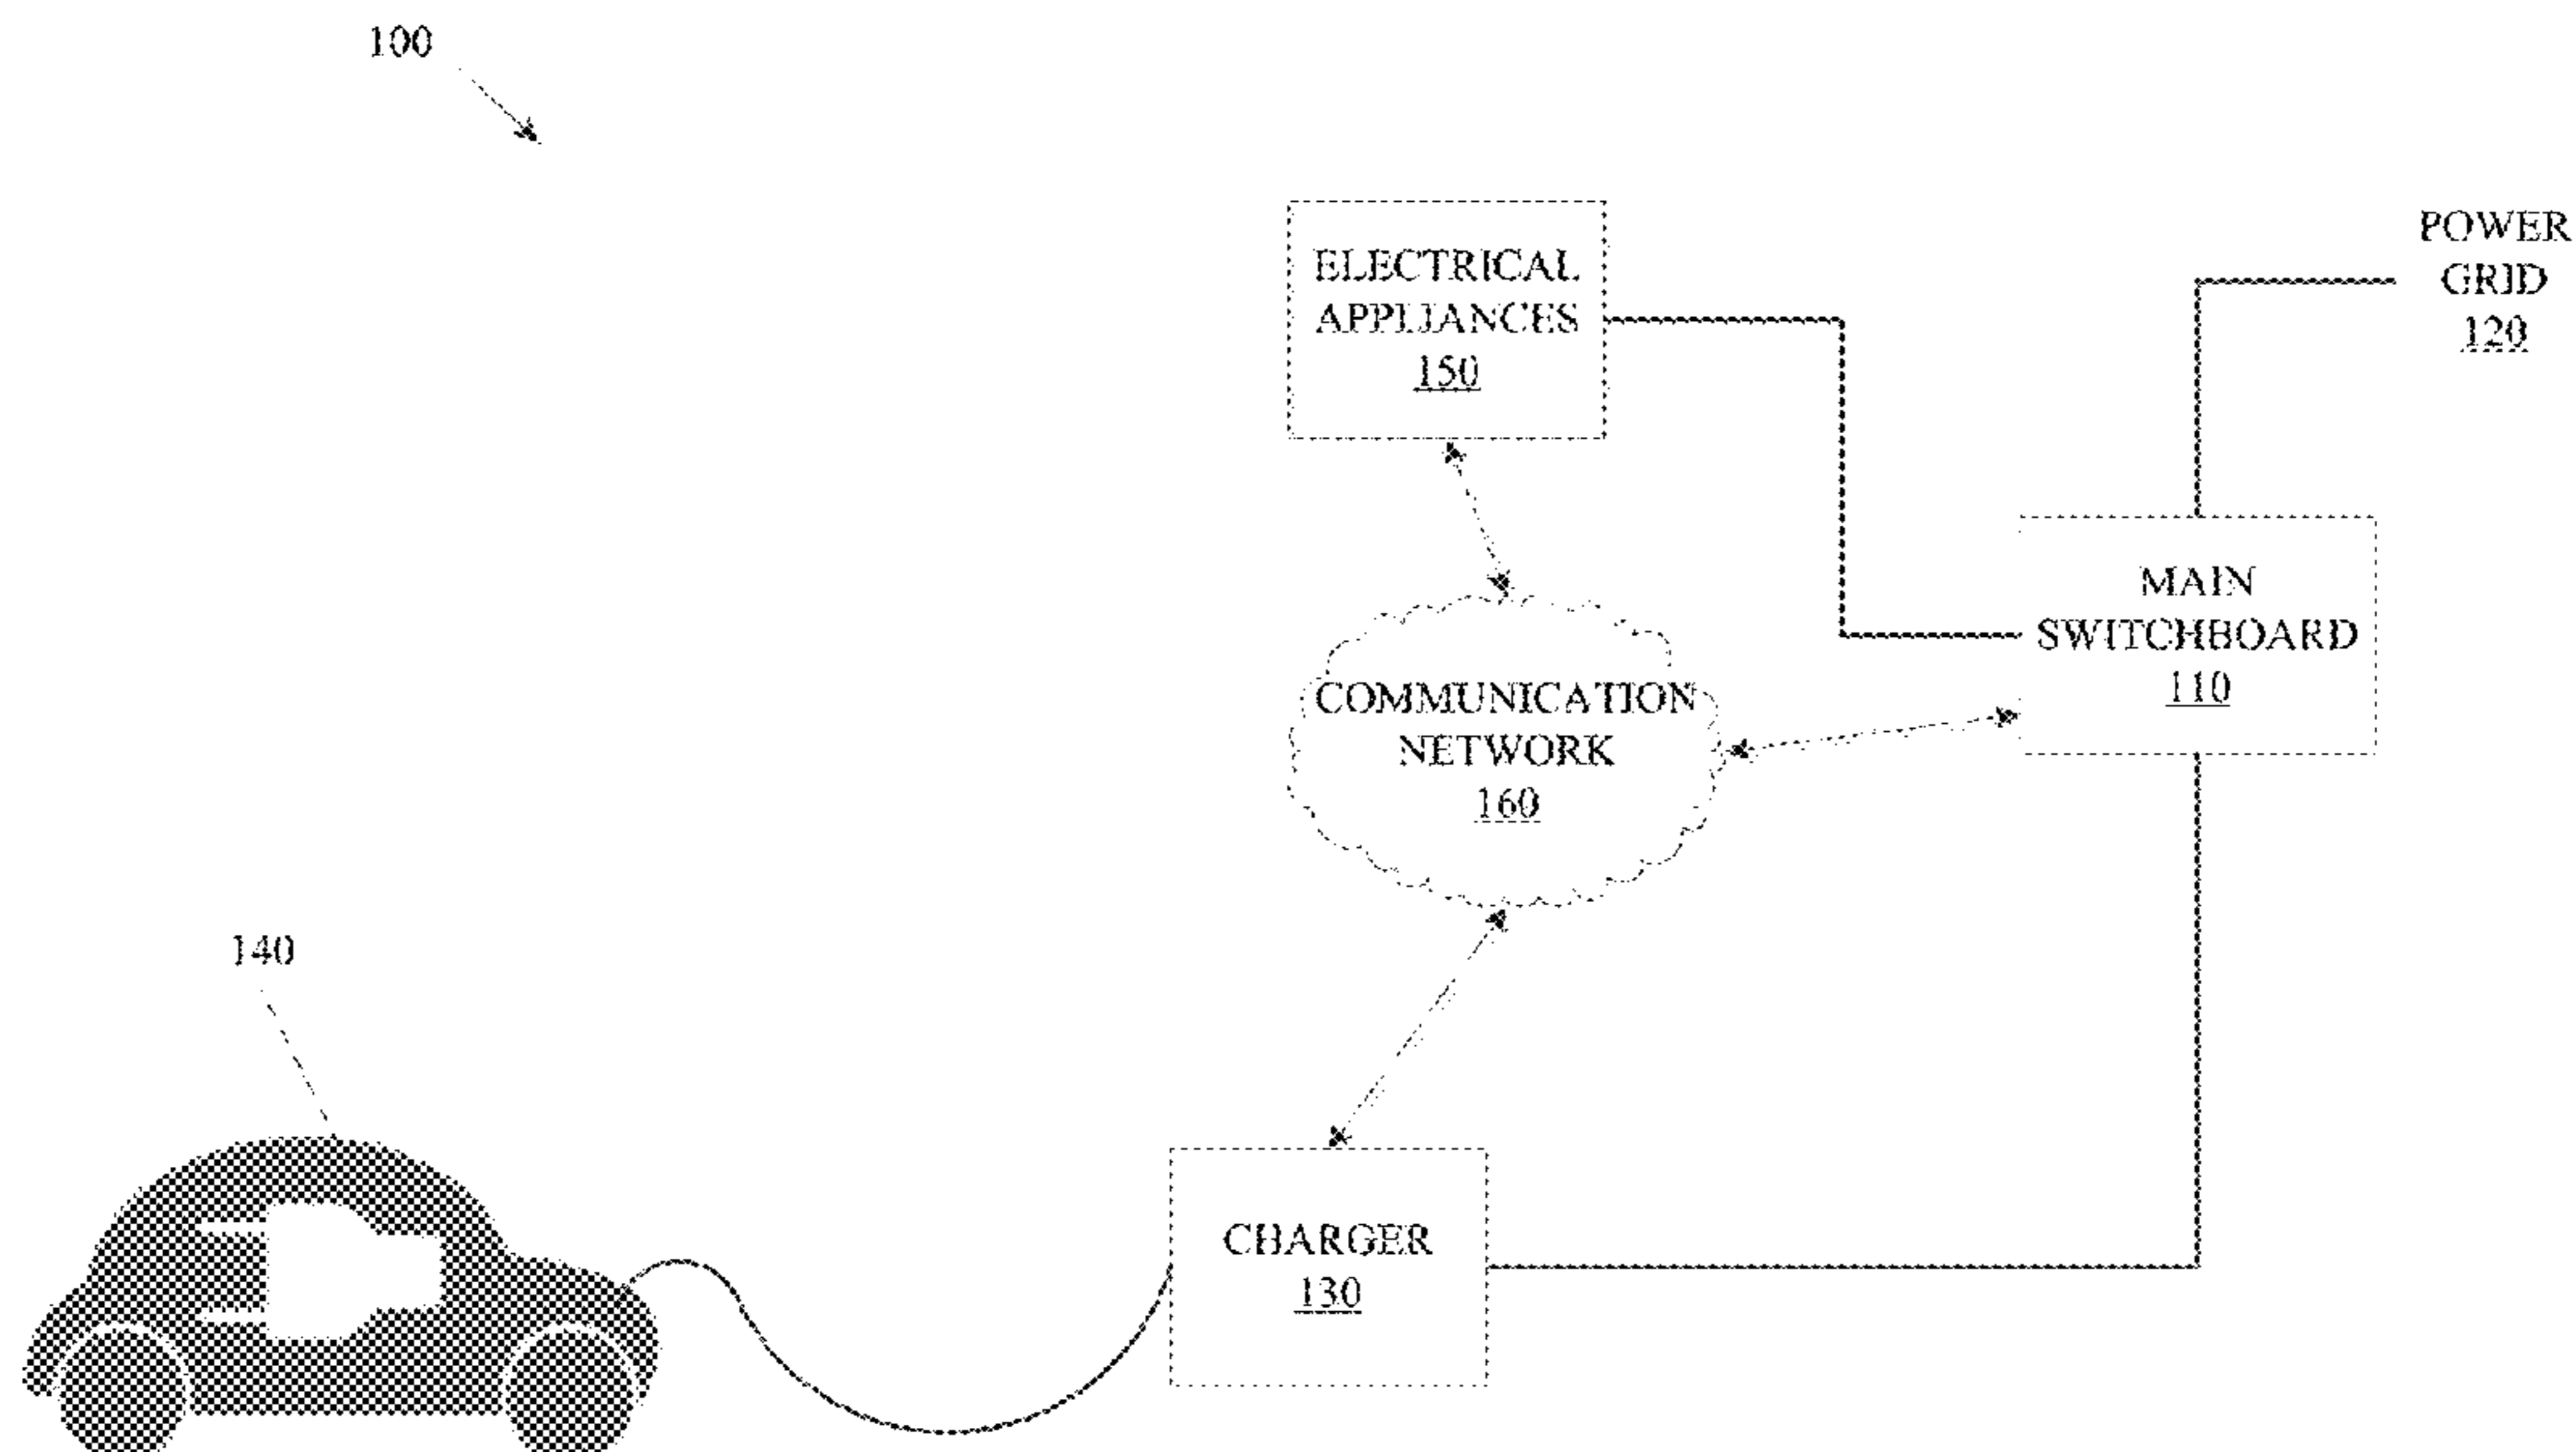 100
ELECTRICAL
APPLIANCES
150
POWER
GRID
120
MAIN
SWITCHBOARD
110
COMMUNICATION
NETWORK
160
140
CHARGER
130